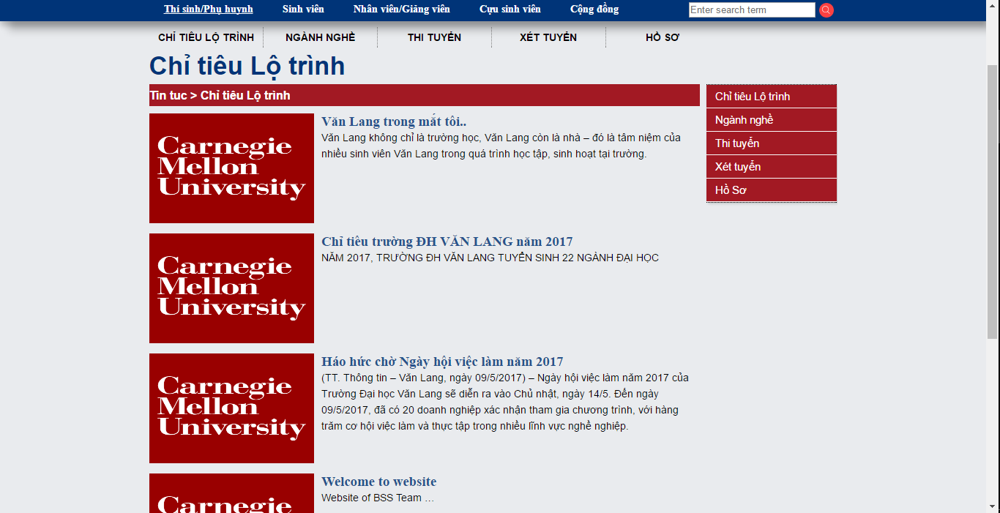 Thí sinh/Phụ huynh Sinh viên Nhân viên/Giảng viên Cựu sinh viên Cộng đồng Enter search term
CHỈ TIÊU LỘ TRÌNH NGÀNH NGHỀ THI TUYỂN XÉT TUYỂN HỒ SƠ
Chỉ tiêu Lộ trình
Tin tuc > Chỉ tiêu Lộ trình
Carnegie
Mellon
University
Văn Lang trong mắt tôi..
Văn Lang không chỉ là trường học, Văn Lang còn là nhà – đó là tâm niệm của
nhiều sinh viên Văn Lang trong quá trình học tập, sinh hoạt tại trường.
Carnegie
Mellon
University
Chỉ tiêu trường ĐH VĂN LANG năm 2017
NĂM 2017, TRƯỜNG ĐH VĂN LANG TUYỂN SINH 22 NGÀNH ĐẠI HỌC
Carnegie
Mellon
University
Háo hức chờ Ngày hội việc làm năm 2017
(TT. Thông tin – Văn Lang, ngày 09/5/2017) – Ngày hội việc làm năm 2017 của
Trường Đại học Văn Lang sẽ diễn ra vào Chủ nhật, ngày 14/5. Đến ngày
09/5/2017, đã có 20 doanh nghiệp xác nhận tham gia chương trình, với hàng
trăm cơ hội việc làm và thực tập trong nhiều lĩnh vực nghề nghiệp.
Carnegie
Welcome to website
Website of BSS Team …
Chỉ tiêu Lộ trình
Ngành nghề
Thi tuyển
Xét tuyển
Hồ Sơ